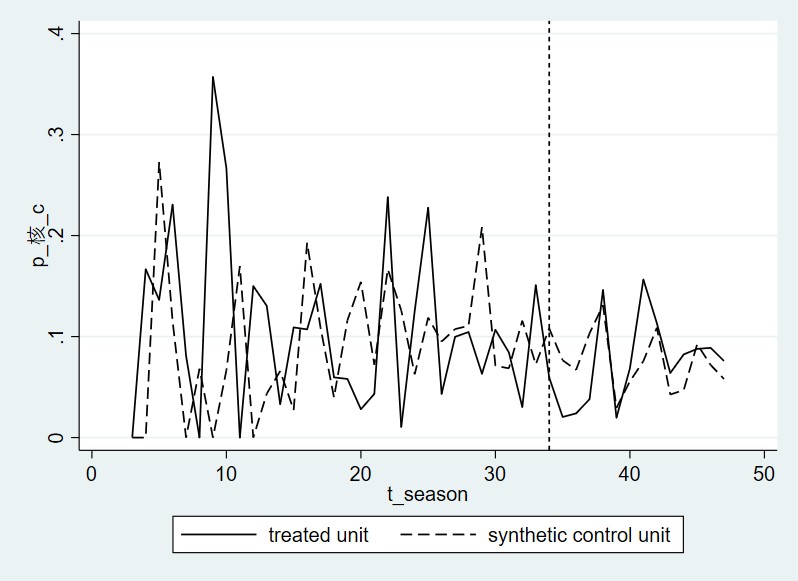 .4
.3
.2
.1
0
p_核_c
0 10 20 30 40 50
t_season
treated unit synthetic control unit